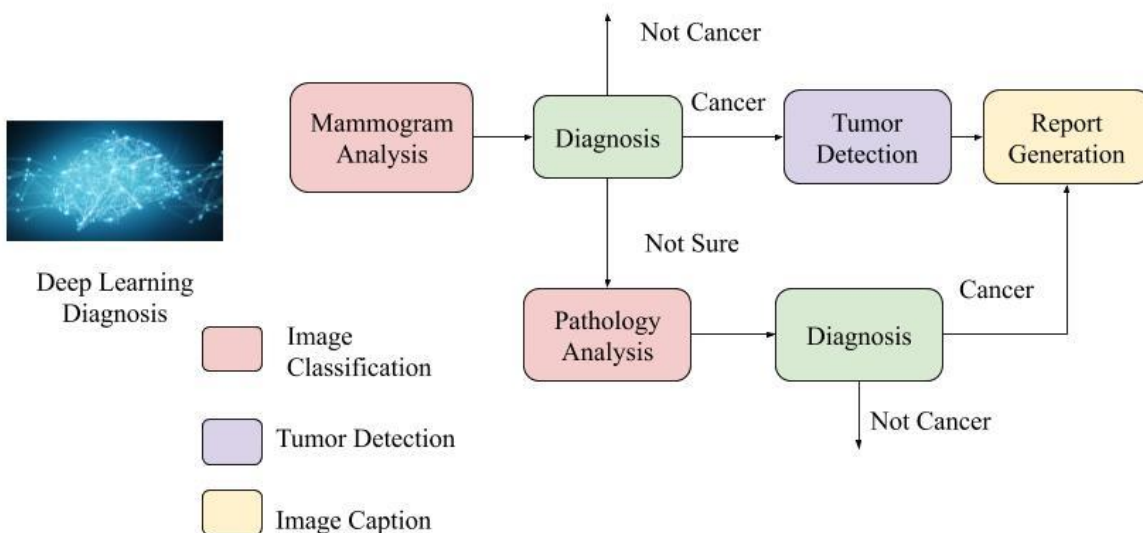 Not Cancer
Mammogram
Analysis
Diagnosis
Cancer
Tumor
Detection
Report
Generation
Not Sure
Deep Learning
Diagnosis
Pathology
Analysis
Diagnosis
Cancer
Not Cancer
Image
Classification
Tumor Detection
Image Caption